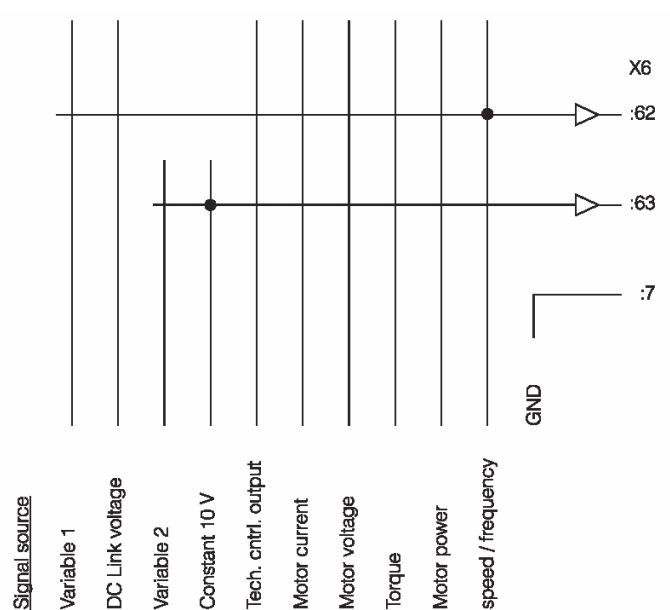 X6
:62
:63
:7
GND
Signal source
Variable 1
DC Link voltage
Variable 2
Constant 10 V
Tech. cntrl. output
Motor current
Motor voltage
Torque
Motor power
speed / frequency